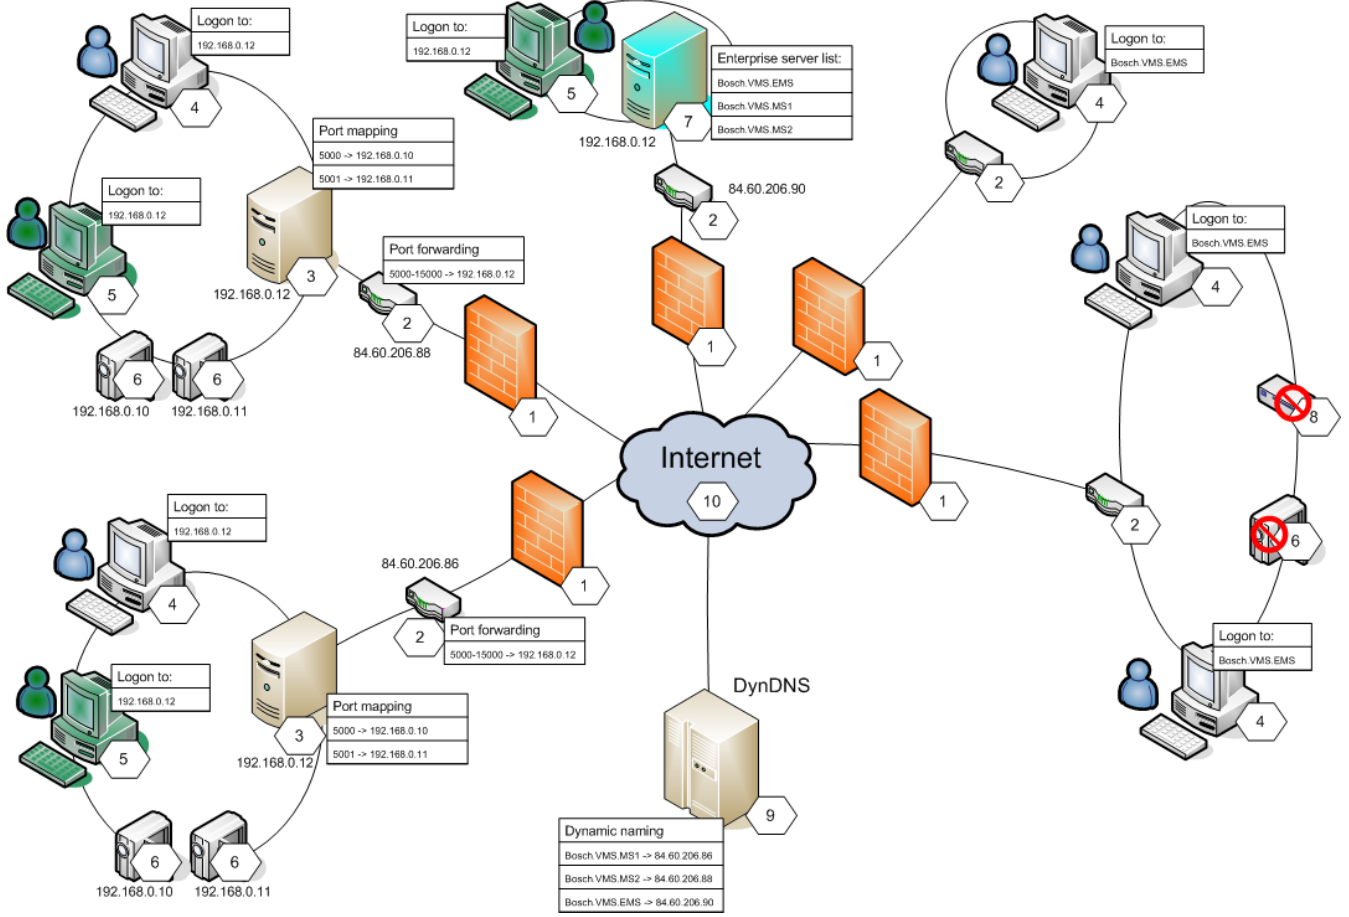 Logon to:
192.168.0.12
4
Logon to:
192.168.0.12
5
Port mapping
5000 -> 192.168.0.10
5001 -> 192.168.0.11
192.168.0.12
3
6
192.168.0.10
6
192.168.0.11
Port forwarding
5000-15000 -> 192.168.0.12
2
84.60.206.88
1
Logon to:
192.168.0.12
5
7
192.168.0.12
Enterprise server list:
Bosch.VMS.EMS
Bosch.VMS.MS1
Bosch.VMS.MS2
2
84.60.206.90
1
Logon to:
Bosch.VMS.EMS
4
2
1
Logon to:
Bosch.VMS.EMS
4
8
6
2
1
Logon to:
Bosch.VMS.EMS
4
Internet
10
Logon to:
192.168.0.12
4
Logon to:
192.168.0.12
5
3
192.168.0.12
Port mapping
5000 -> 192.168.0.10
5001 -> 192.168.0.11
6
192.168.0.10
6
192.168.0.11
84.60.206.86
2
Port forwarding
5000-15000 -> 192.168.0.12
1
DynDNS
9
Dynamic naming
Bosch.VMS.MS1 -> 84.60.206.86
Bosch.VMS.MS2 -> 84.60.206.88
Bosch.VMS.EMS -> 84.60.206.90